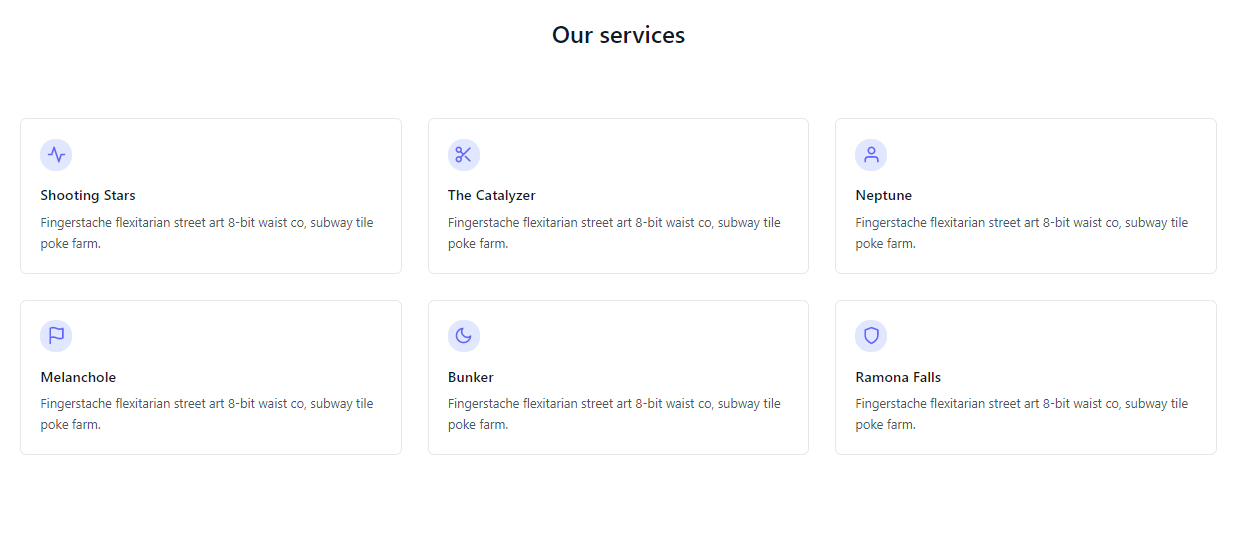 Our services
Shooting Stars
Fingerstache flexitarian street art 8-bit waist co, subway tile
poke farm.
The Catalyzer
Fingerstache flexitarian street art 8-bit waist co, subway tile
poke farm.
Neptune
Fingerstache flexitarian street art 8-bit waist co, subway tile
poke farm.
Melanchole
Fingerstache flexitarian street art 8-bit waist co, subway tile
poke farm.
Bunker
Fingerstache flexitarian street art 8-bit waist co, subway tile
poke farm.
Ramona Falls
Fingerstache flexitarian street art 8-bit waist co, subway tile
poke farm.